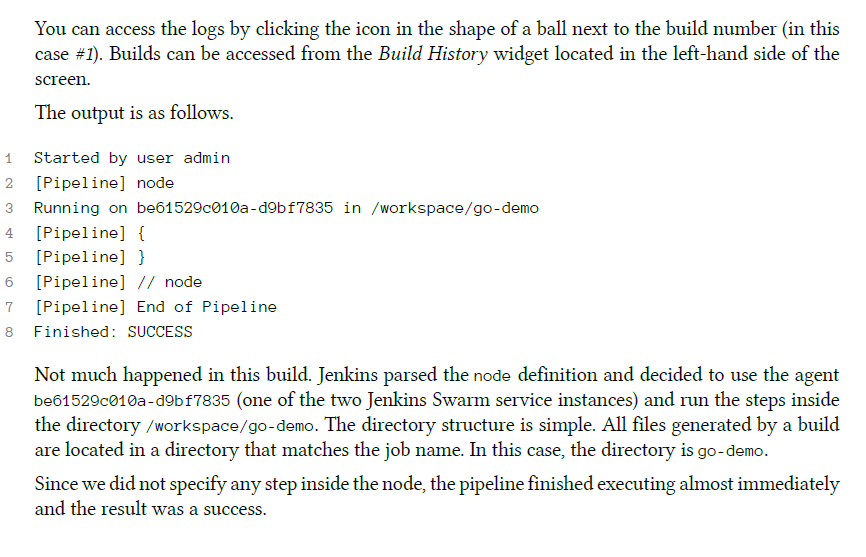 You can access the logs by clicking the icon in the shape of a ball next to the build number (in this
case #1). Builds can be accessed from the Build History widget located in the left-hand side of the
screen.
The output is as follows.
1 Started by user admin
2 [Pipeline] node
3 Running on be61529c010a-d9bf7835 in /workspace/go-demo
4 [Pipeline] {
5 [Pipeline] }
6 [Pipeline] // node
7 [Pipeline] End of Pipeline
8 Finished: SUCCESS
Not much happened in this build. Jenkins parsed the node definition and decided to use the agent
be61529c010a-d9bf7835 (one of the two Jenkins Swarm service instances) and run the steps inside
the directory /workspace/go-demo. The directory structure is simple. All files generated by a build
are located in a directory that matches the job name. In this case, the directory is go-demo.
Since we did not specify any step inside the node, the pipeline finished executing almost immediately
and the result was a success.